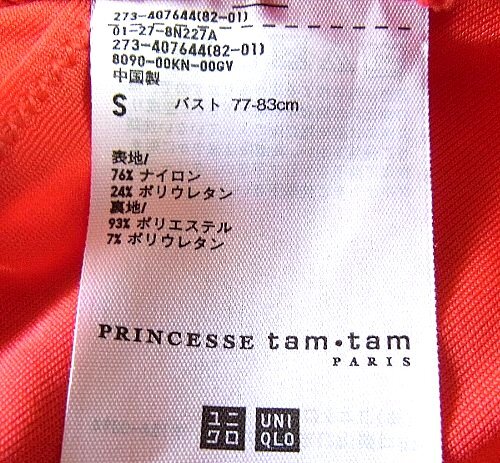 273-407644(82-01)
01-27-8N227A
273-407644(82-01)
8090-00KN-00GV
中国製
S バスト 77-83cm
表地/
76% ナイロン
24% ポリウレタン
裏地/
93% ポリエステル
7% ポリウレタン
PRINCESSE tam•tam
PARIS
ユニ UNI
クロ QLO